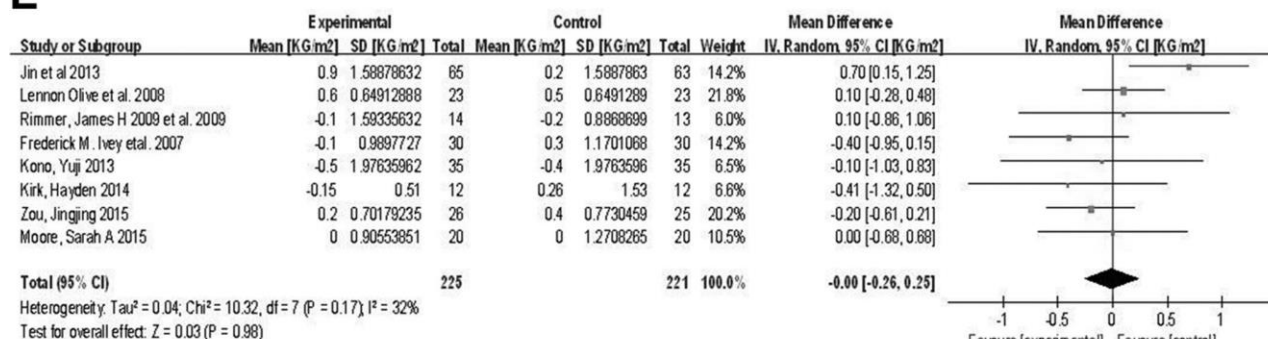 E
Experimental Control Mean Difference Mean Difference
Study or Subgroup Mean [KG/m2] SD [KG/m2] Total Mean [KG/m2] SD [KG/m2] Total Weight IV, Random, 95% CI [KG/m2] IV, Random, 95% CI [KG/m2]
Jin et al 2013 0.9 1.58878632 65 0.2 1.5887863 63 14.2% 0.70 [0.15, 1.25]
Lennon Olive et al. 2008 0.6 0.64912888 23 0.5 0.6491289 23 21.8% 0.10 [-0.28, 0.48]
Rimmer, James H 2009 et al. 2009 -0.1 1.59335632 14 -0.2 0.8868699 13 6.0% 0.10 [-0.86, 1.06]
Frederick M. Ivey etal. 2007 -0.1 0.9897727 30 0.3 1.1701068 30 14.2% -0.40 [-0.95, 0.15]
Kono, Yuji 2013 -0.5 1.97635962 35 -0.4 1.9763596 35 6.5% -0.10 [-1.03, 0.83]
Kirk, Hayden 2014 -0.15 0.51 12 0.26 1.53 12 6.6% -0.41 [-1.32, 0.50]
Zou, Jingjing 2015 0.2 0.70179235 26 0.4 0.7730459 25 20.2% -0.20 [-0.61, 0.21]
Moore, Sarah A 2015 0 0.90553851 20 0 1.2708265 20 10.5% 0.00 [-0.68, 0.68]
Total (95% CI) 225 221 100.0% -0.00 [-0.26, 0.25]
Heterogeneity: Tau² = 0.04; Chi² = 10.32, df = 7 (P = 0.17); I² = 32%
Test for overall effect: Z = 0.03 (P = 0.98)
-1 -0.5 0 0.5 1
Favours [experimental] Favours [control]